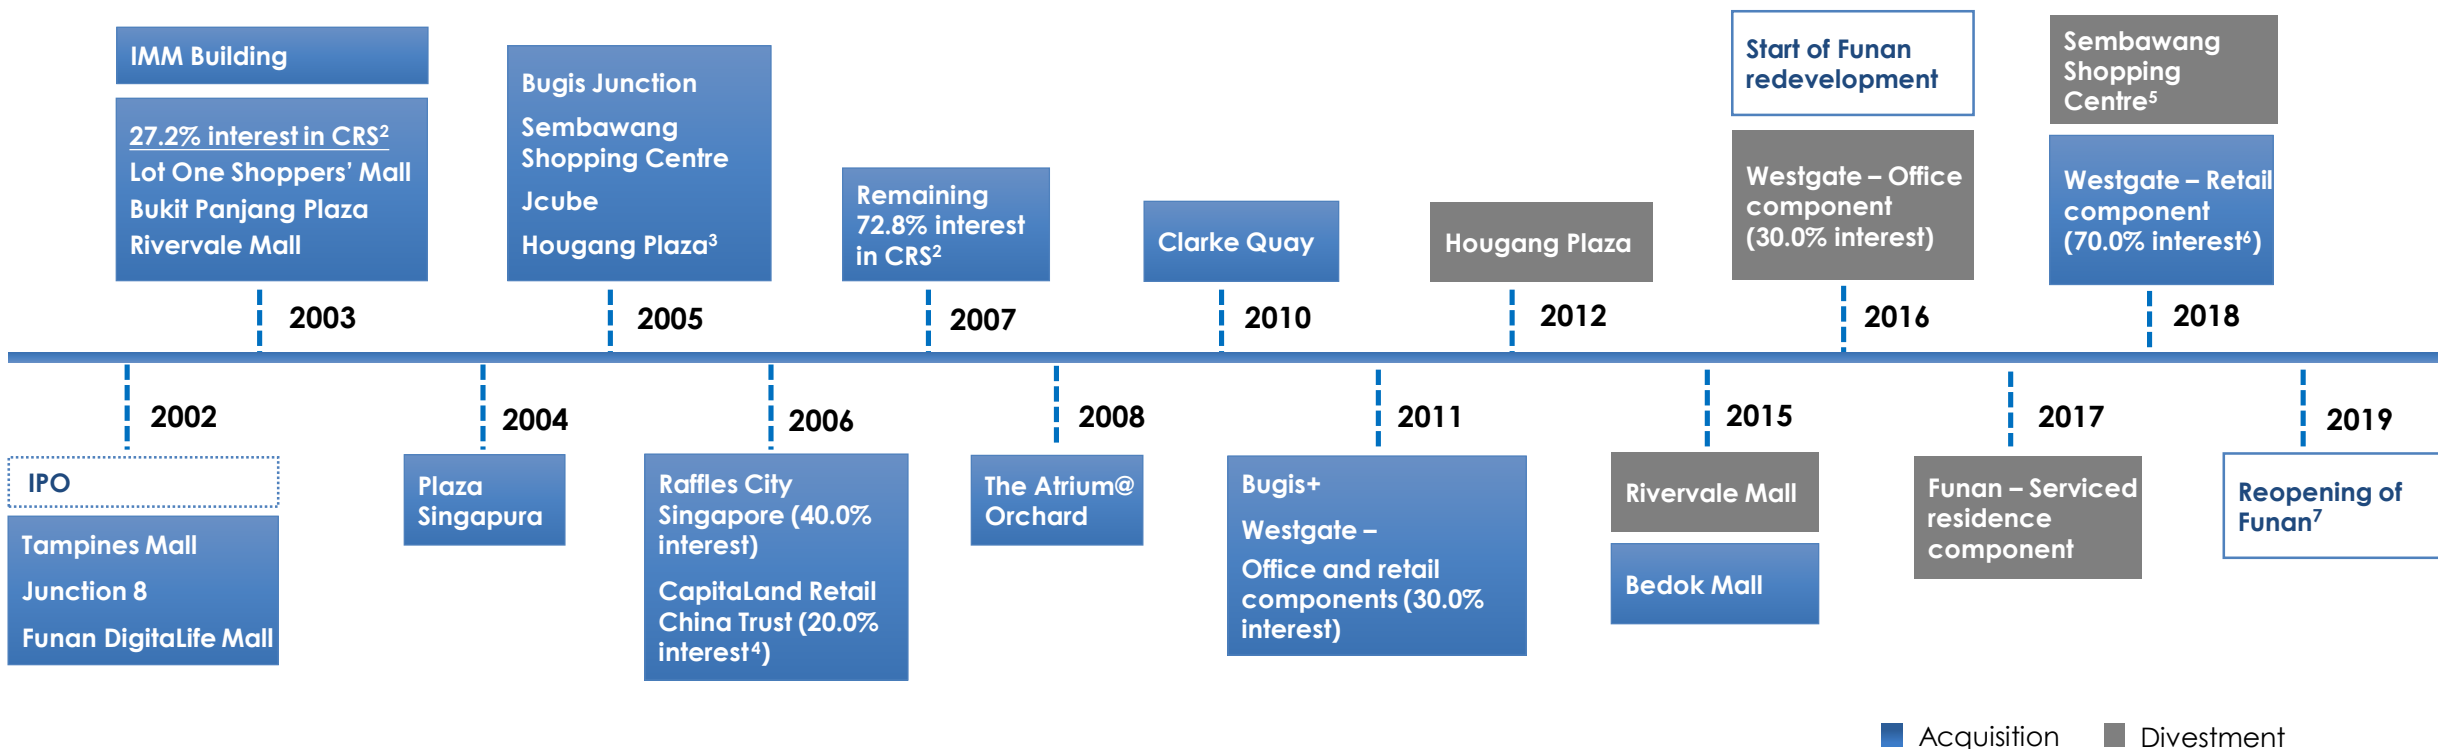 IMM Building
27.2% interest in CRS²
Lot One Shoppers’ Mall
Bukit Panjang Plaza
Rivervale Mall
2003
Bugis Junction
Sembawang
Shopping Centre
Jcube
Hougang Plaza³
2005
Remaining
72.8% interest
in CRS²
2007
Clarke Quay
2010
Hougang Plaza
2012
Start of Funan
redevelopment
Westgate – Office
component
(30.0% interest)
2016
Sembawang
Shopping
Centre⁵
Westgate – Retail
component
(70.0% interest⁶)
2018
2002
IPO
Tampines Mall
Junction 8
Funan DigitaLife Mall
2004
Plaza
Singapura
2006
Raffles City
Singapore (40.0%
interest)
CapitaLand Retail
China Trust (20.0%
interest⁴)
2008
The Atrium@
Orchard
2011
Bugis+
Westgate –
Office and retail
components (30.0%
interest)
2015
Rivervale Mall
Bedok Mall
2017
Funan – Serviced
residence
component
2019
Reopening of
Funan⁷
Acquisition
Divestment